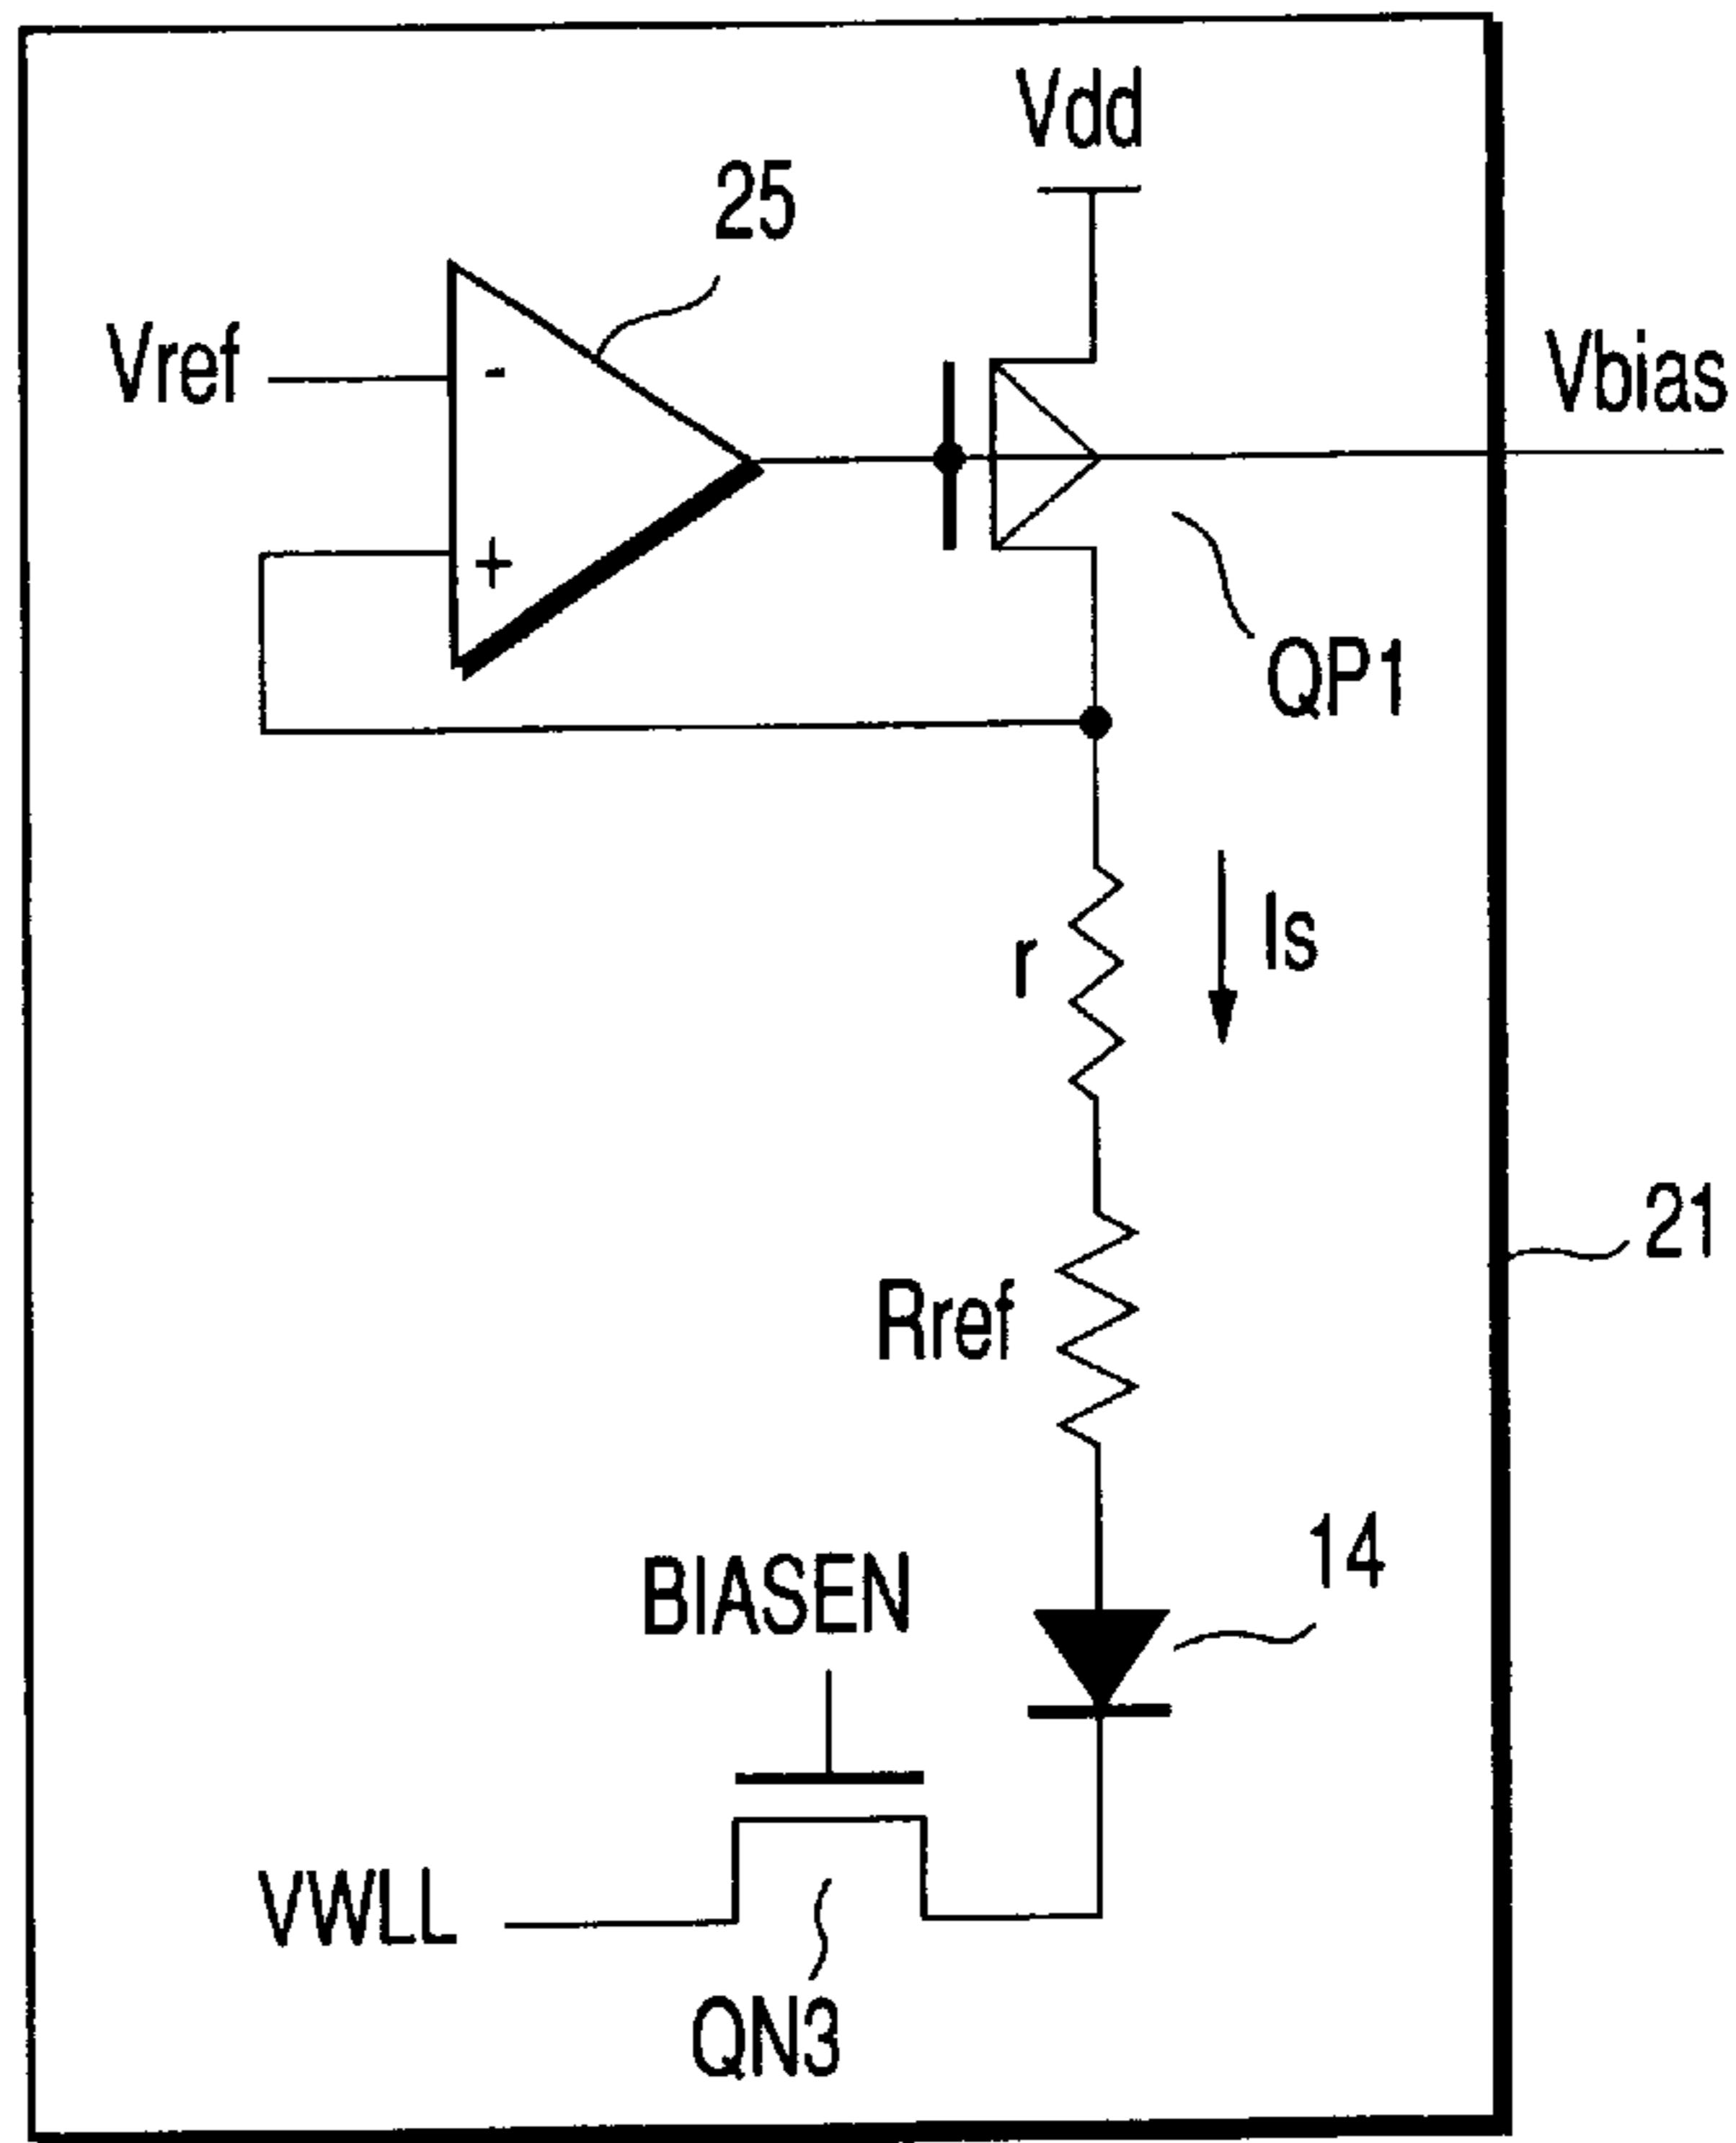 Vdd
25
Vref
-
Vbias
+
QP1
r
Is
21
Rref
14
BIASEN
VWLL
QN3